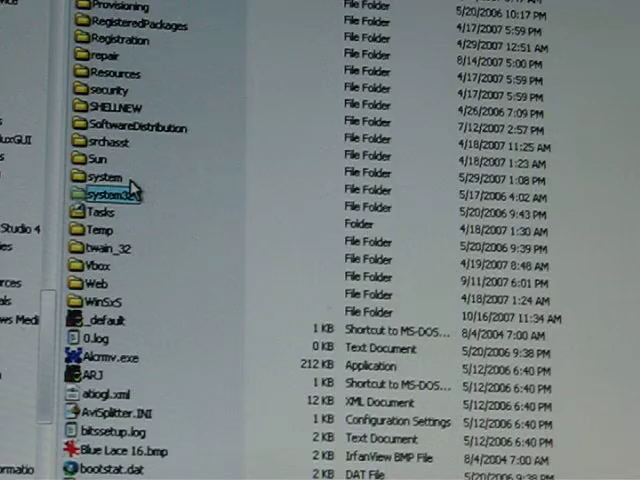 Provisioning
RegisteredPackages File Folder 5/20/2006 10:17 PM
Registration File Folder 4/17/2007 5:59 PM
repair File Folder 4/29/2007 12:51 AM
Resources File Folder 8/14/2007 5:00 PM
security File Folder 4/17/2007 5:59 PM
SHELLNEW File Folder 4/17/2007 5:59 PM
SoftwareDistribution File Folder 4/26/2006 7:09 PM
srchasst File Folder 7/12/2007 2:57 PM
Sun File Folder 4/18/2007 11:25 AM
system File Folder 4/18/2007 1:23 AM
system32 File Folder 5/29/2007 1:08 PM
Tasks File Folder 5/17/2006 4:02 AM
Temp Folder 5/20/2006 9:43 PM
twain_32 File Folder 4/18/2007 1:30 AM
Vbox File Folder 5/20/2006 9:39 PM
Web File Folder 4/19/2007 8:48 AM
WinSxS File Folder 9/11/2007 6:01 PM
_default File Folder 4/18/2007 1:24 AM
0.log 1 KB File Folder 10/16/2007 11:34 AM
Alcrmv.exe 0 KB Shortcut to MS-DOS... 8/4/2004 7:00 AM
ARJ 212 KB Text Document 5/20/2006 9:38 PM
atiogl.xml 1 KB Application 5/12/2006 6:40 PM
AviSplitter.INI 12 KB Shortcut to MS-DOS... 5/12/2006 6:40 PM
bitssetup.log 1 KB XML Document 5/12/2006 6:40 PM
Blue Lace 16.bmp 2 KB Configuration Settings 5/12/2006 6:40 PM
bootstat.dat 2 KB Text Document 5/12/2006 6:40 PM
2 KB IrfanView BMP File 8/4/2004 7:00 AM
DAT File
uxGUI
Studio 4
ws Medi